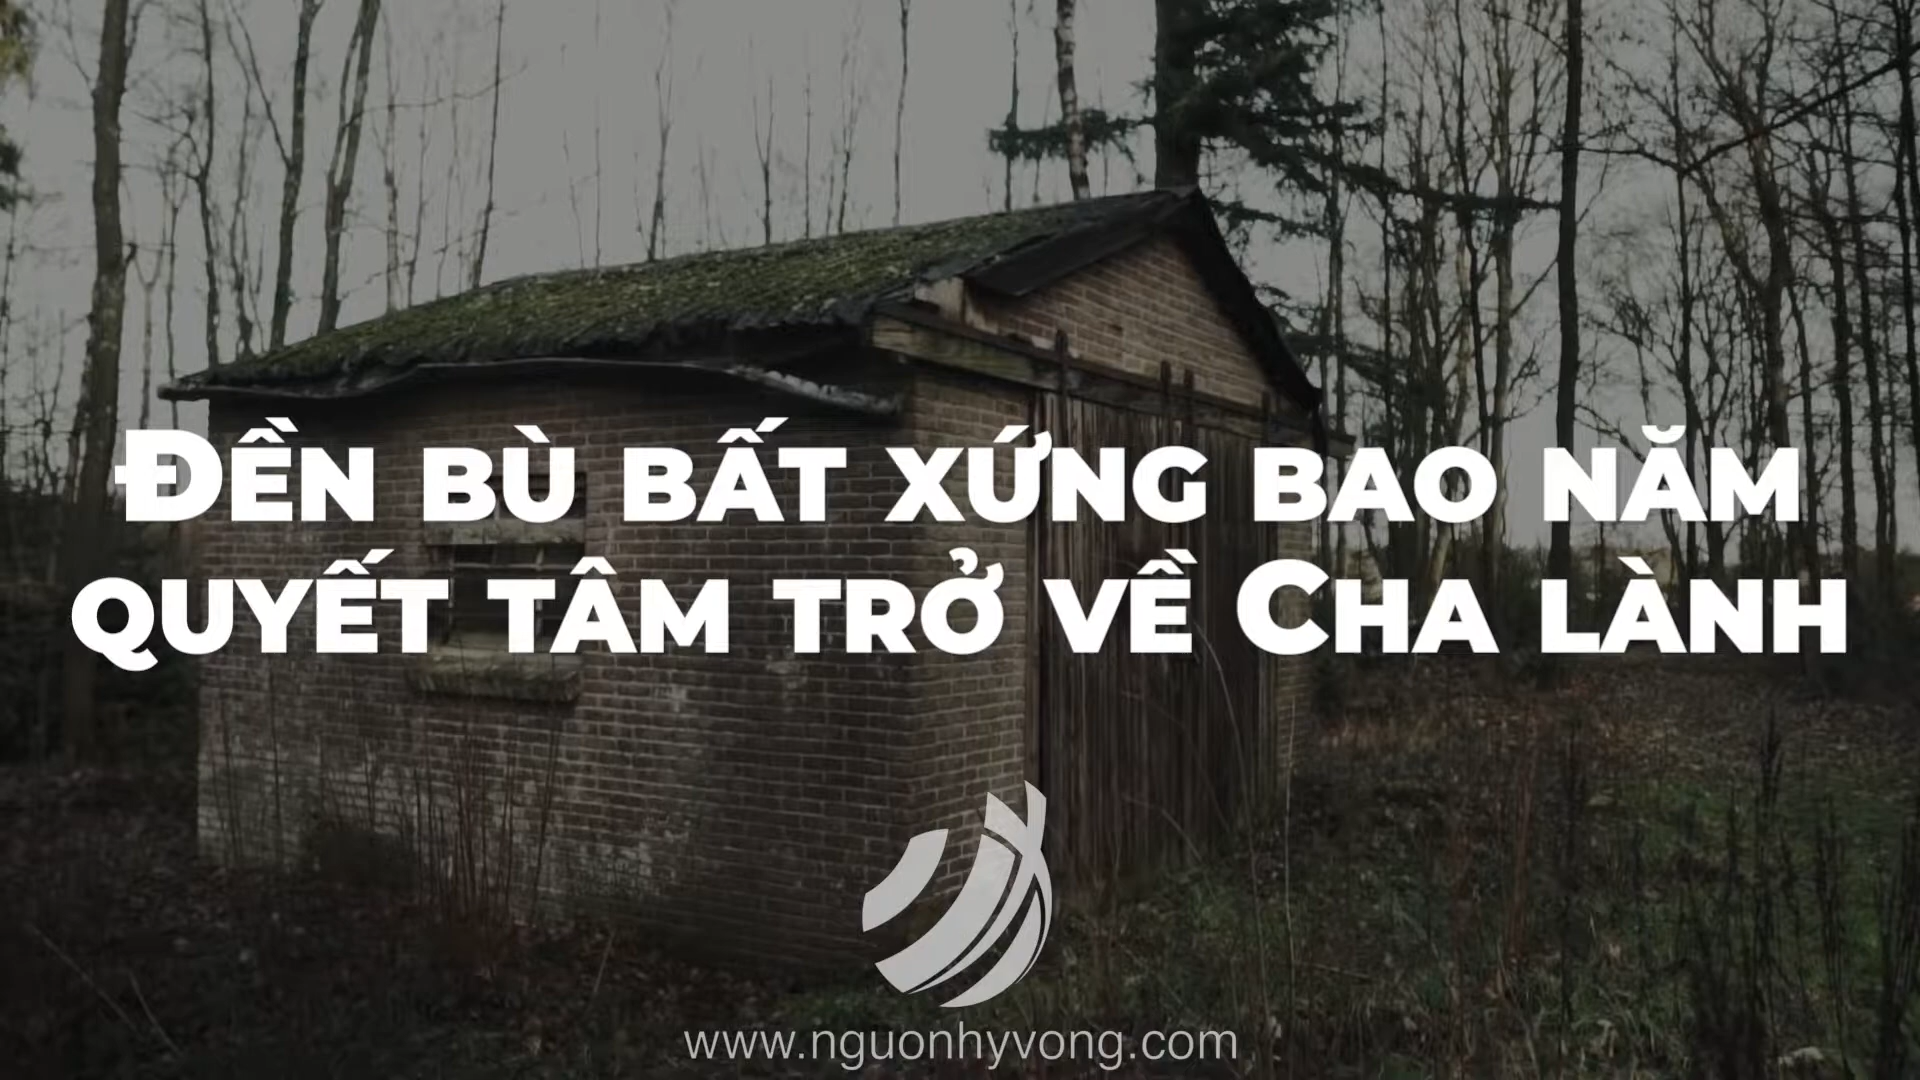 Đền bù bất xứng bao năm
quyết tâm trở về Cha lành
www.nguonhyvong.com